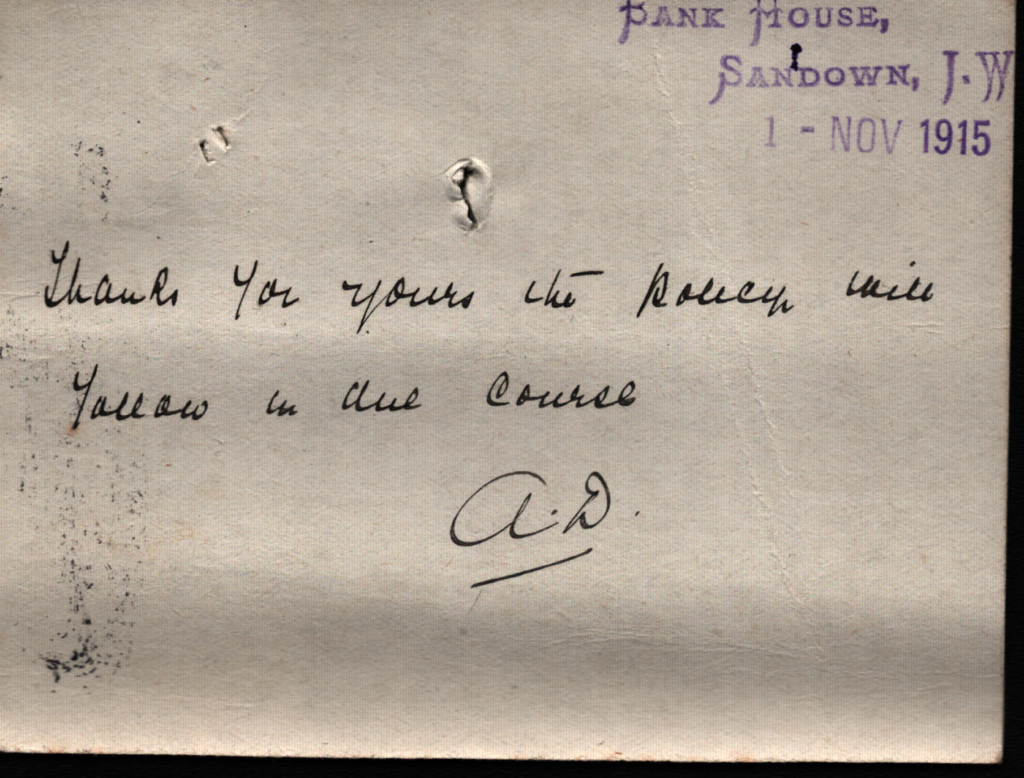 BANK HOUSE,
SANDOWN, I.W
1 - NOV 1915
Thanks for yours the policy will
follow in due course
A.D.